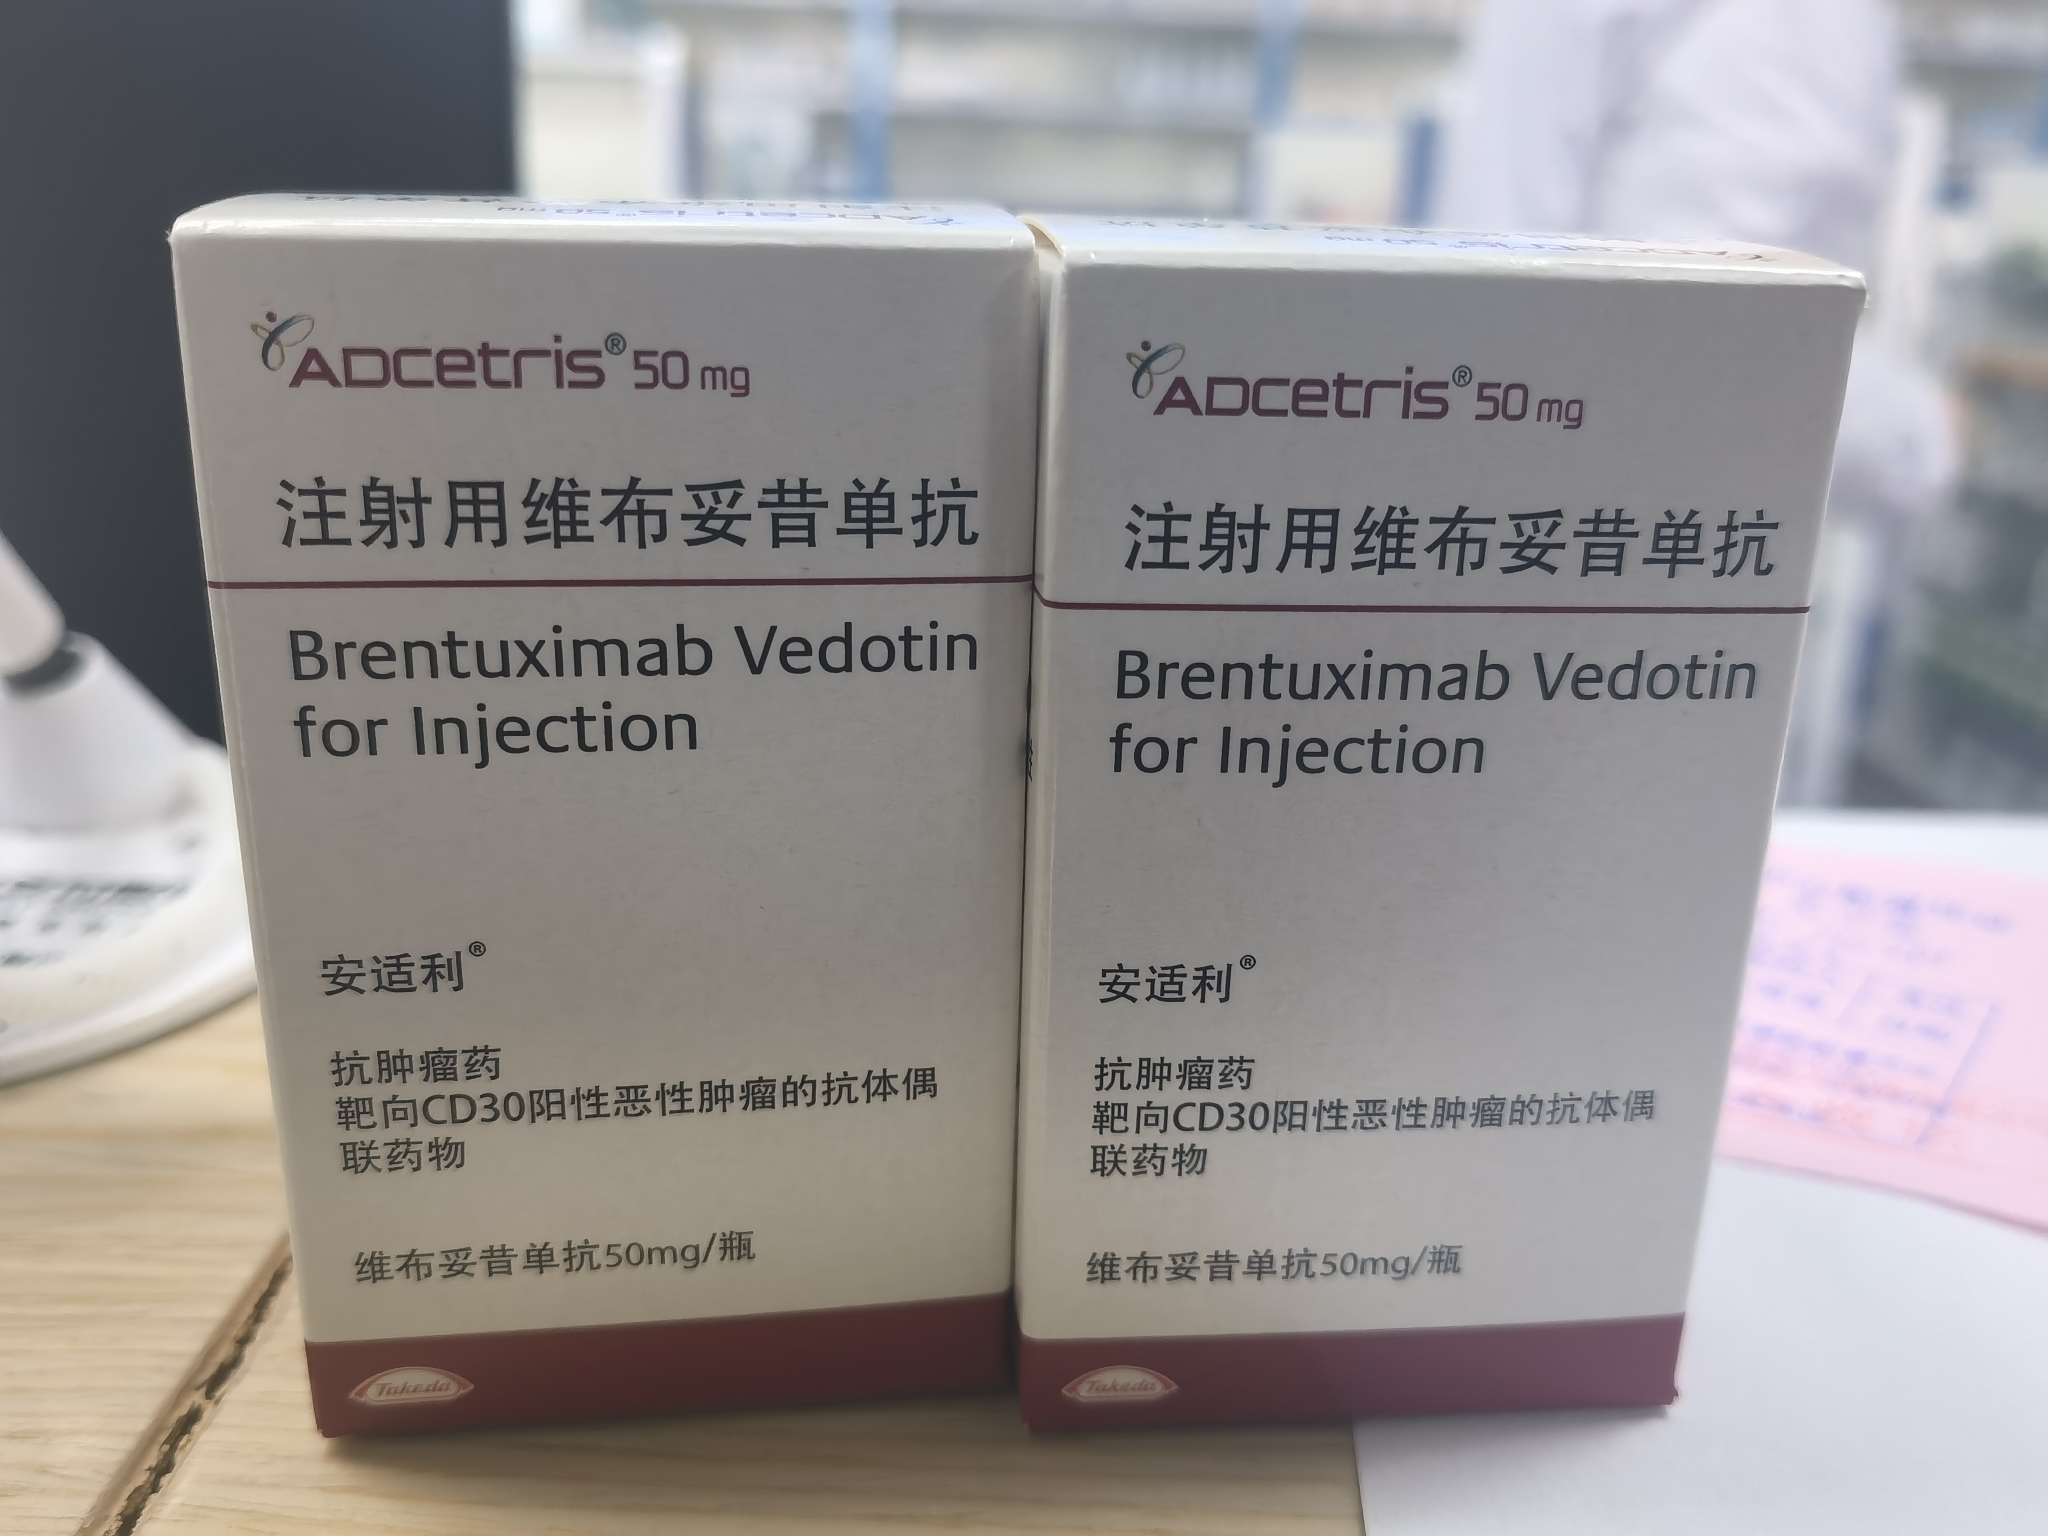 ADCetris® 50 mg
注射用维布妥昔单抗
Brentuximab Vedotin
for Injection
安适利®
抗肿瘤药
靶向CD30阳性恶性肿瘤的抗体偶
联药物
维布妥昔单抗50mg/瓶
Takeda
ADCetris® 50 mg
注射用维布妥昔单抗
Brentuximab Vedotin
for Injection
安适利®
抗肿瘤药
靶向CD30阳性恶性肿瘤的抗体偶
联药物
维布妥昔单抗50mg/瓶
Takeda